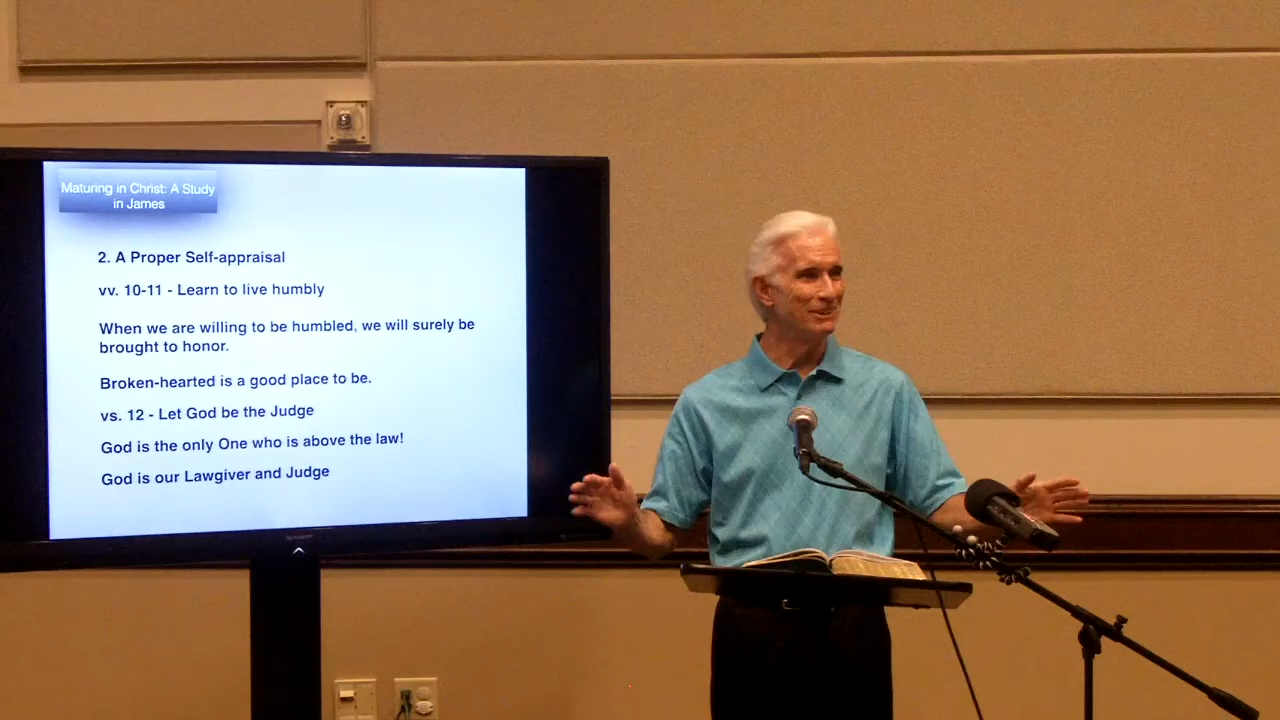 Maturing in Christ: A Study
in James
2. A Proper Self-appraisal
vv. 10-11 - Learn to live humbly
When we are willing to be humbled, we will surely be
brought to honor.
Broken-hearted is a good place to be.
vs. 12 - Let God be the Judge
God is the only One who is above the law!
God is our Lawgiver and Judge
SHARP